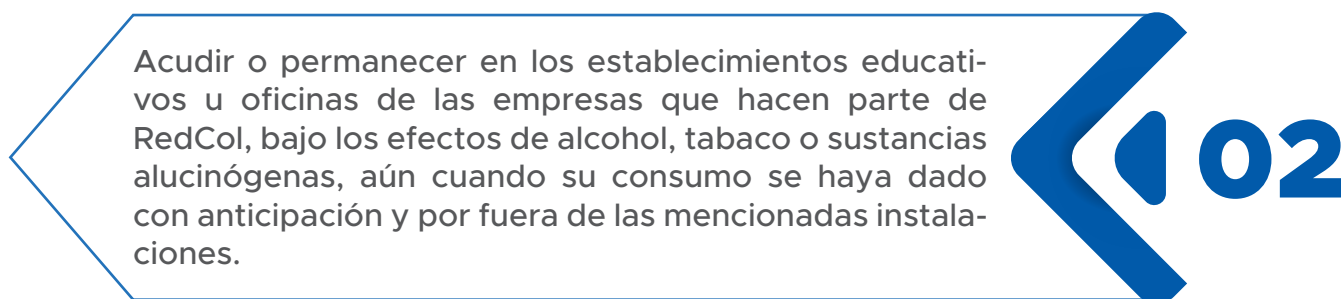 Acudir o permanecer en los establecimientos educati-
vos u oficinas de las empresas que hacen parte de
RedCol, bajo los efectos de alcohol, tabaco o sustancias
alucinógenas, aún cuando su consumo se haya dado
con anticipación y por fuera de las mencionadas instala-
ciones.
02